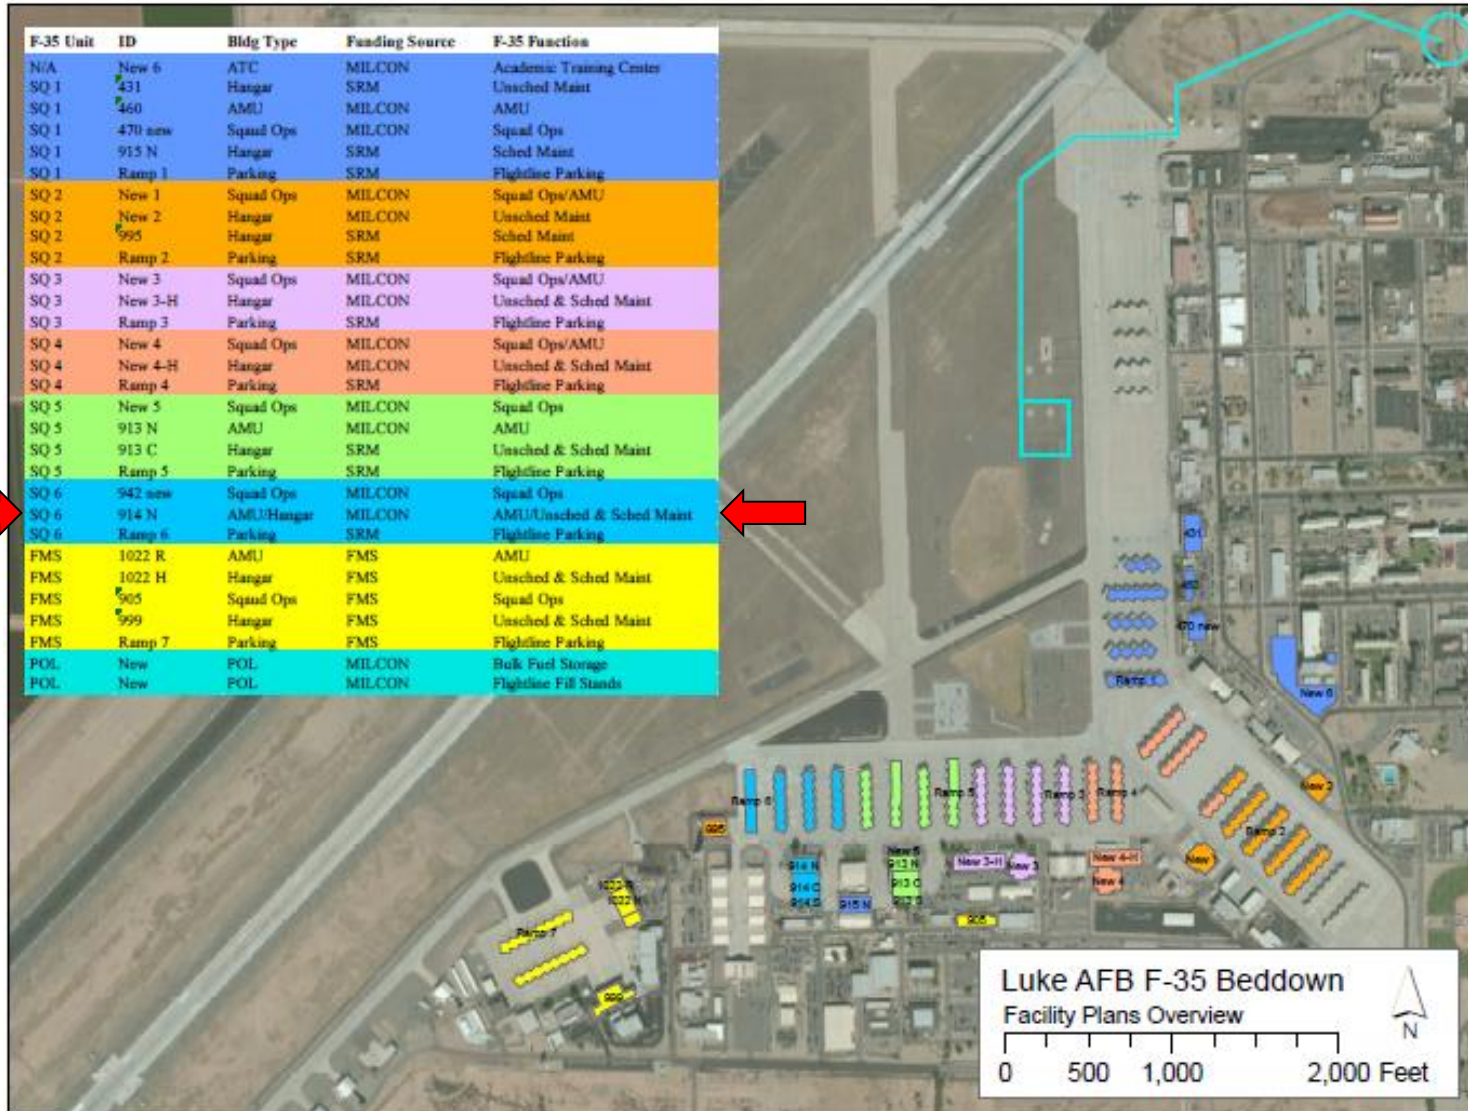 F-35 Unit ID Bldg Type Funding Source F-35 Function
N/A New 6 ATC MILCON Academic Training Center
SQ 1 431 Hangar SRM Unsched Maint
SQ 1 460 AMU MILCON AMU
SQ 1 470 new Sqaud Ops MILCON Squad Ops
SQ 1 915 N Hangar SRM Sched Maint
SQ 1 Ramp 1 Parking SRM Flightline Parking
SQ 2 New 1 Squad Ops MILCON Squad Ops/AMU
SQ 2 New 2 Hangar MILCON Unsched Maint
SQ 2 995 Hangar SRM Sched Maint
SQ 2 Ramp 2 Parking SRM Flightline Parking
SQ 3 New 3 Squad Ops MILCON Squad Ops/AMU
SQ 3 New 3-H Hangar MILCON Unsched & Sched Maint
SQ 3 Ramp 3 Parking SRM Flightline Parking
SQ 4 New 4 Squad Ops MILCON Squad Ops/AMU
SQ 4 New 4-H Hangar MILCON Unsched & Sched Maint
SQ 4 Ramp 4 Parking SRM Flightline Parking
SQ 5 New 5 Squad Ops MILCON Squad Ops
SQ 5 913 N AMU MILCON AMU
SQ 5 913 C Hangar SRM Unsched & Sched Maint
SQ 5 Ramp 5 Parking SRM Flightline Parking
SQ 6 942 new Squad Ops MILCON Squad Ops
SQ 6 914 N AMU/Hangar MILCON AMU/Unsched & Sched Maint
SQ 6 Ramp 6 Parking SRM Flightline Parking
FMS 1022 R AMU FMS AMU
FMS 1022 H Hangar FMS Unsched & Sched Maint
FMS 905 Sqaud Ops FMS Squad Ops
FMS 999 Hangar FMS Unsched & Sched Maint
FMS Ramp 7 Parking FMS Flightline Parking
POL New POL MILCON Bulk Fuel Storage
POL New POL MILCON Flightline Fill Stands
431
470 new
Ramp 1
New 6
New 2
Ramp 6 Ramp 5 Ramp 3 Ramp 4
Ramp 2
995
914 N
914 C
914 S
915 N
New 5
913 N
913 C
913 S
New 3-H New 3
New 4-H
New 4
New 1
905
1022 R
1022 H
Ramp 7
999
Luke AFB F-35 Beddown
Facility Plans Overview
0 500 1,000 2,000 Feet
N